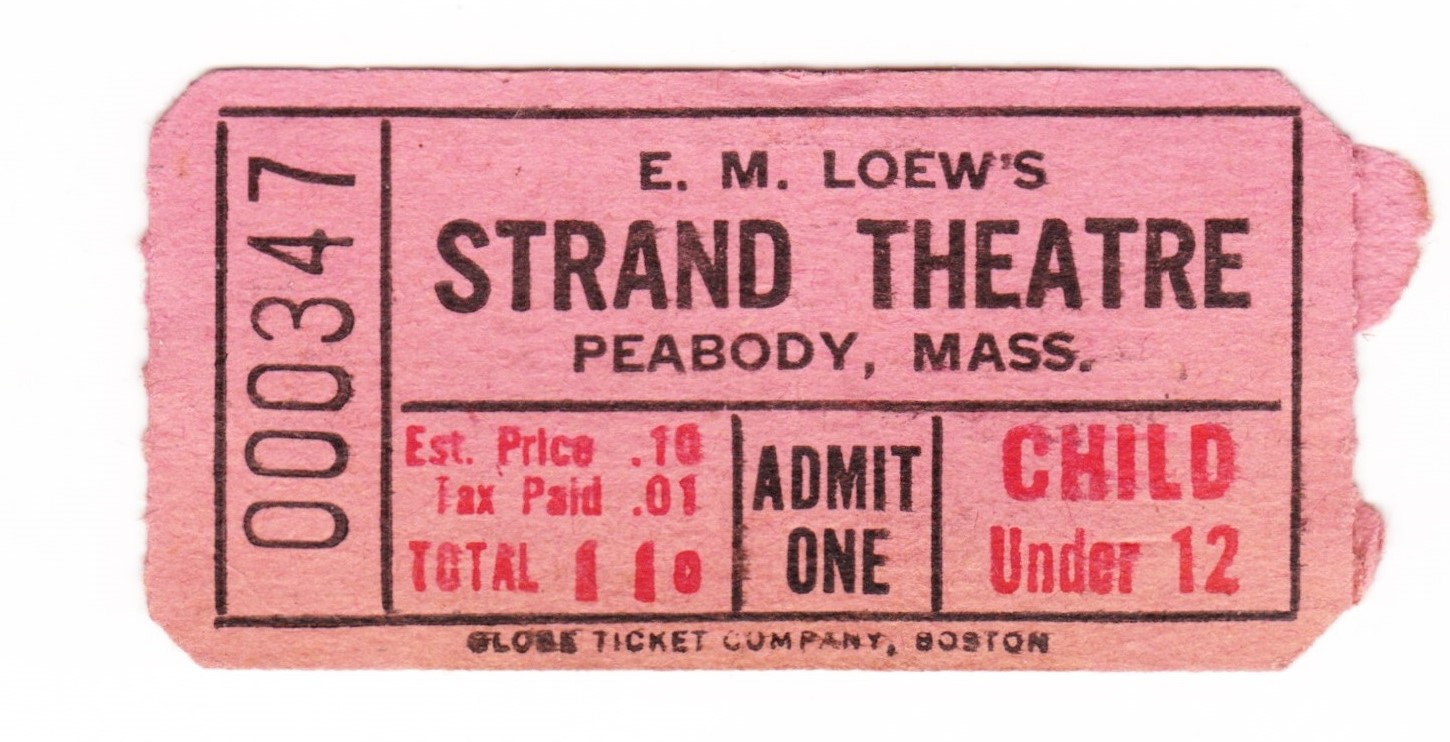 000347
E. M. LOEW'S
STRAND THEATRE
PEABODY, MASS.
Est. Price .10
Tax Paid .01
TOTAL 11¢
ADMIT
ONE
CHILD
Under 12
GLOBE TICKET COMPANY, BOSTON